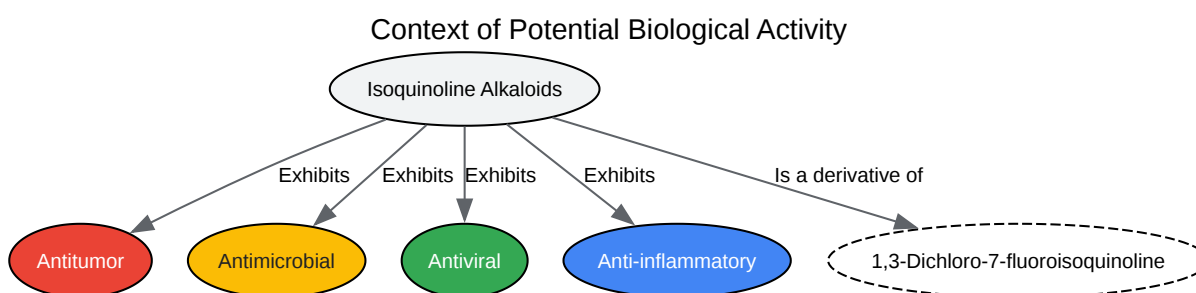 Context of Potential Biological Activity
Isoquinoline Alkaloids
Exhibits
Exhibits
Exhibits
Exhibits
Is a derivative of
Antitumor
Antimicrobial
Antiviral
Anti-inflammatory
1,3-Dichloro-7-fluoroisoquinoline